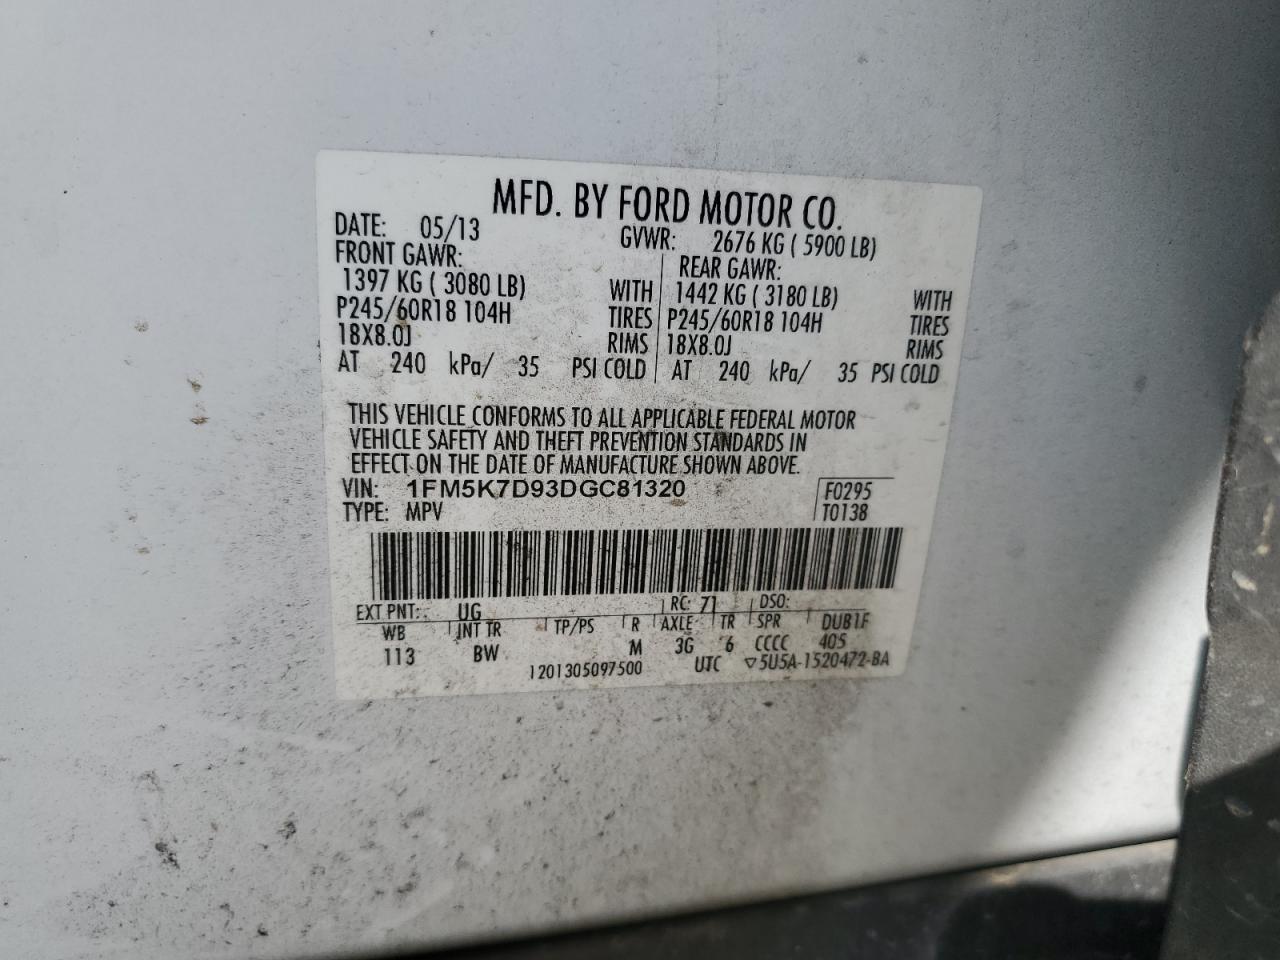 MFD. BY FORD MOTOR CO.
DATE: 05/13 GVWR: 2676 KG ( 5900 LB)
FRONT GAWR: REAR GAWR:
1397 KG ( 3080 LB) WITH 1442 KG ( 3180 LB) WITH
P245/60R18 104H TIRES P245/60R18 104H TIRES
18X8.0J RIMS 18X8.0J RIMS
AT 240 kPa/ 35 PSI COLD AT 240 kPa/ 35 PSI COLD
THIS VEHICLE CONFORMS TO ALL APPLICABLE FEDERAL MOTOR
VEHICLE SAFETY AND THEFT PREVENTION STANDARDS IN
EFFECT ON THE DATE OF MANUFACTURE SHOWN ABOVE.
VIN: 1FM5K7D93DGC81320 F0295
TYPE: MPV T0138
EXT PNT: UG RC: 71 DSO:
WB INT TR TP/PS R AXLE TR SPR DUB1F
113 BW M 3G 6 CCCC 405
1201305097500 UTC ▽5U5A-1520472-BA